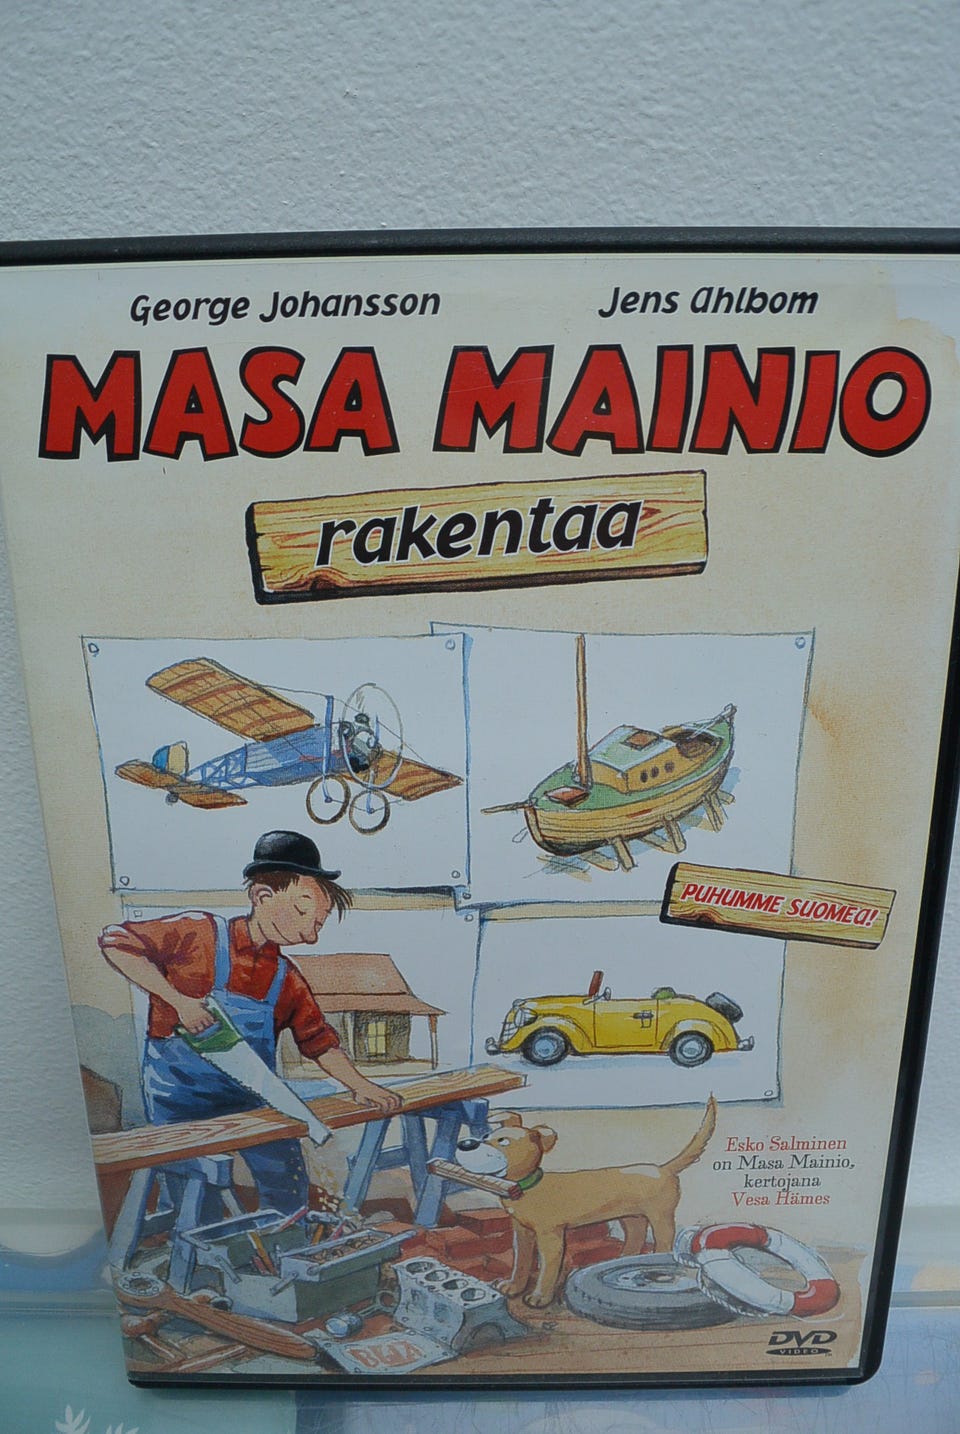 George Johansson Jens Ahlbom
MASA MAINIO
rakentaa
PUHUMME SUOMEA!
Esko Salminen
on Masa Mainio,
kertojana
Vesa Hämes
DVD
VIDEO